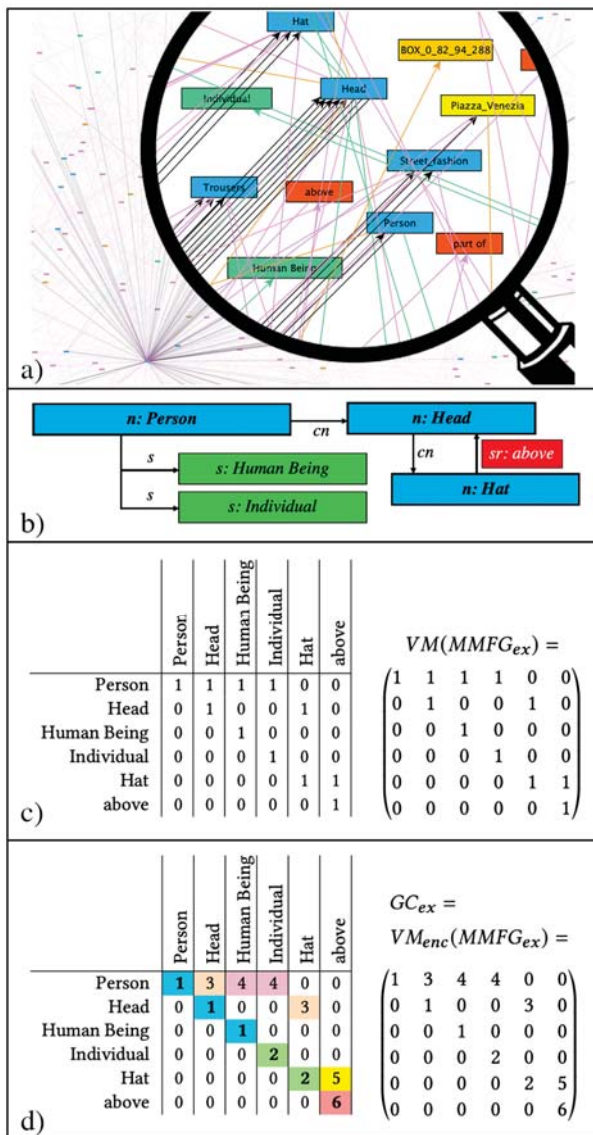 Hat
BOX_0_82_94_288
Head
Individual
Piazza_Venezia
Street_fashion
Trousers
above
Person
part of
Human Being
a)
n: Person
cn
n: Head
s
s: Human Being
cn
sr: above
s
s: Individual
n: Hat
b)
Person Head Human Being Individual Hat above
Person 1 1 1 1 0 0
Head 0 1 0 0 1 0
Human Being 0 0 1 0 0 0
Individual 0 0 0 1 0 0
Hat 0 0 0 0 1 1
above 0 0 0 0 0 1
VM(MMFG_ex) =
1 1 1 1 0 0
0 1 0 0 1 0
0 0 1 0 0 0
0 0 0 1 0 0
0 0 0 0 1 1
0 0 0 0 0 1
c)
Person Head Human Being Individual Hat above
Person 1 3 4 4 0 0
Head 0 1 0 0 3 0
Human Being 0 0 1 0 0 0
Individual 0 0 0 2 0 0
Hat 0 0 0 0 2 5
above 0 0 0 0 0 6
GC_ex =
VM_enc(MMFG_ex) =
1 3 4 4 0 0
0 1 0 0 3 0
0 0 1 0 0 0
0 0 0 2 0 0
0 0 0 0 2 5
0 0 0 0 0 6
d)